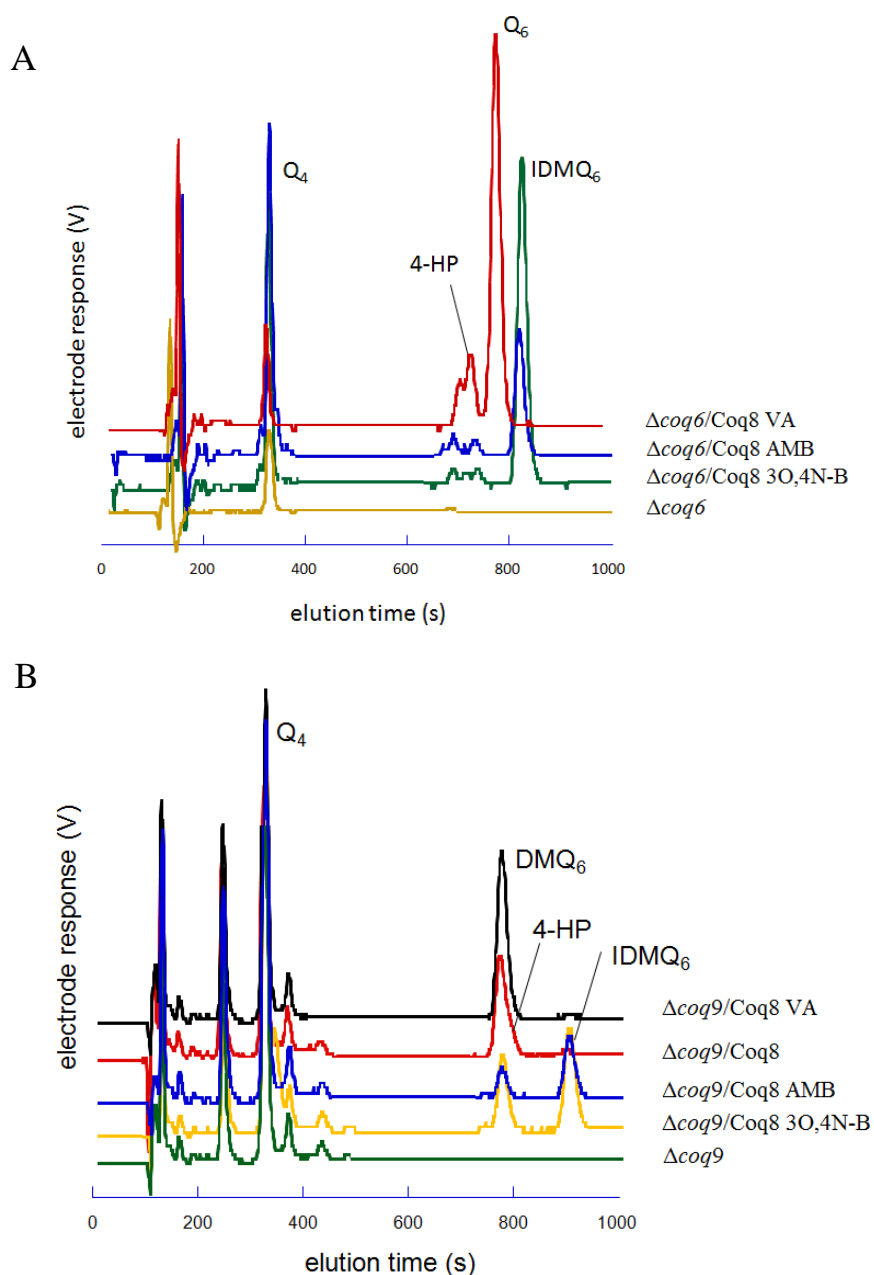 A
Q₆
Q₄
IDMQ₆
4-HP
electrode response (V)
Δcoq6/Coq8 VA
Δcoq6/Coq8 AMB
Δcoq6/Coq8 3O,4N-B
Δcoq6
0 200 400 600 800 1000
elution time (s)
B
Q₄
DMQ₆
4-HP
IDMQ₆
electrode response (V)
Δcoq9/Coq8 VA
Δcoq9/Coq8
Δcoq9/Coq8 AMB
Δcoq9/Coq8 3O,4N-B
Δcoq9
0 200 400 600 800 1000
elution time (s)